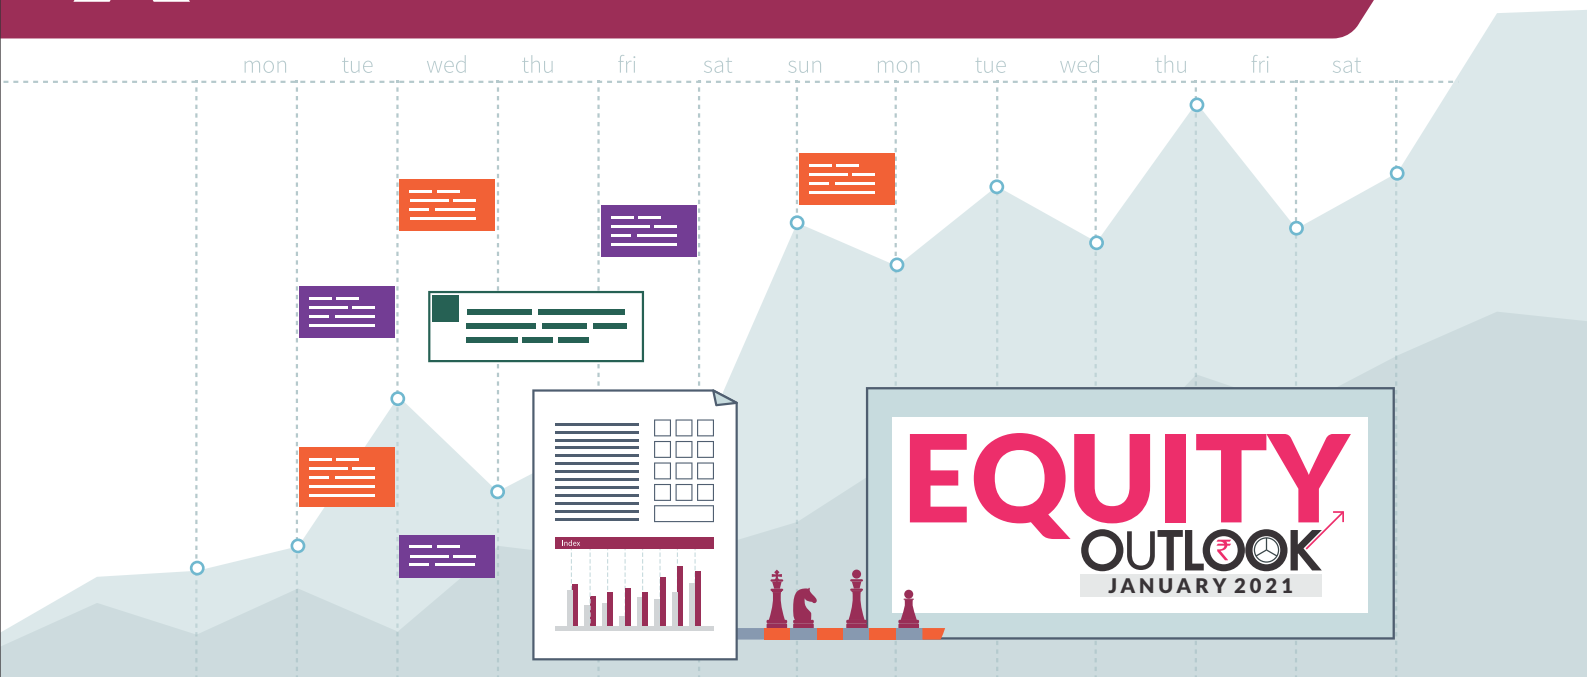 mon tue wed thu fri sat sun mon tue wed thu fri sat
Index
EQUITY
OUTLOOK
JANUARY 2021